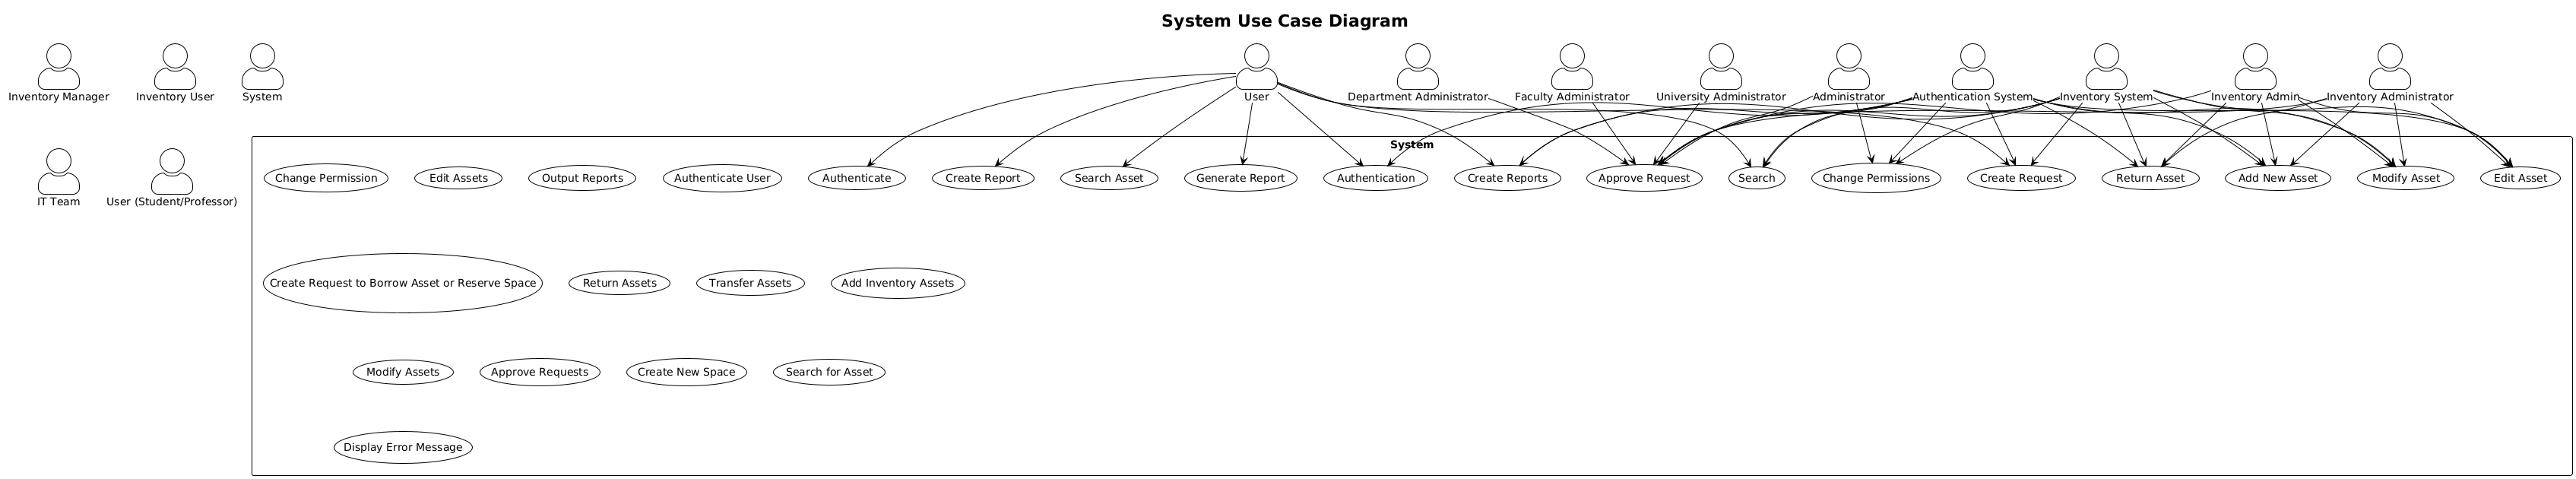 System Use Case Diagram
Inventory Manager
Inventory User
System
User
Department Administrator
Faculty Administrator
University Administrator
Administrator
Authentication System
Inventory System
Inventory Admin
Inventory Administrator
System
IT Team
User (Student/Professor)
Change Permission
Edit Assets
Output Reports
Authenticate User
Authenticate
Create Report
Search Asset
Generate Report
Authentication
Create Reports
Approve Request
Search
Change Permissions
Create Request
Return Asset
Add New Asset
Modify Asset
Edit Asset
Create Request to Borrow Asset or Reserve Space
Return Assets
Transfer Assets
Add Inventory Assets
Modify Assets
Approve Requests
Create New Space
Search for Asset
Display Error Message